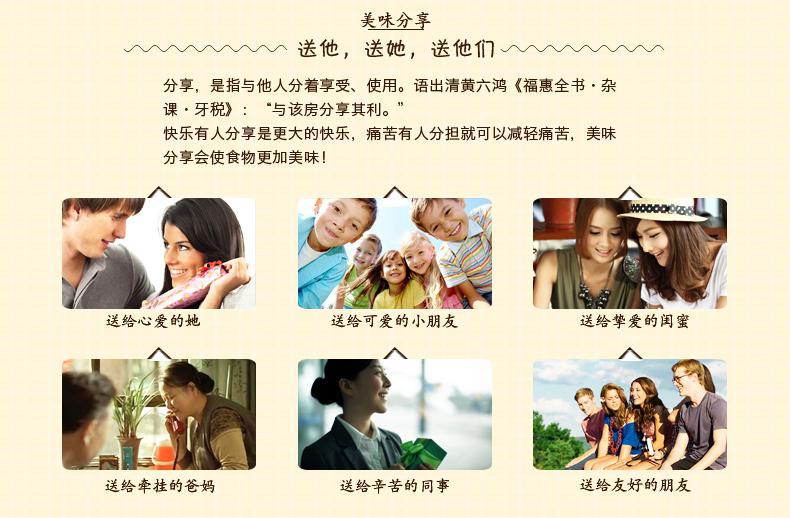 美味分享
送他，送她，送他们
分享，是指与他人分着享受、使用。语出清黄六鸿《福惠全书·杂
课·牙税》：“与该房分享其利。”
快乐有人分享是更大的快乐，痛苦有人分担就可以减轻痛苦，美味
分享会使食物更加美味！
送给心爱的她
送给可爱的小朋友
送给挚爱的闺蜜
送给牵挂的爸妈
送给辛苦的同事
送给友好的朋友